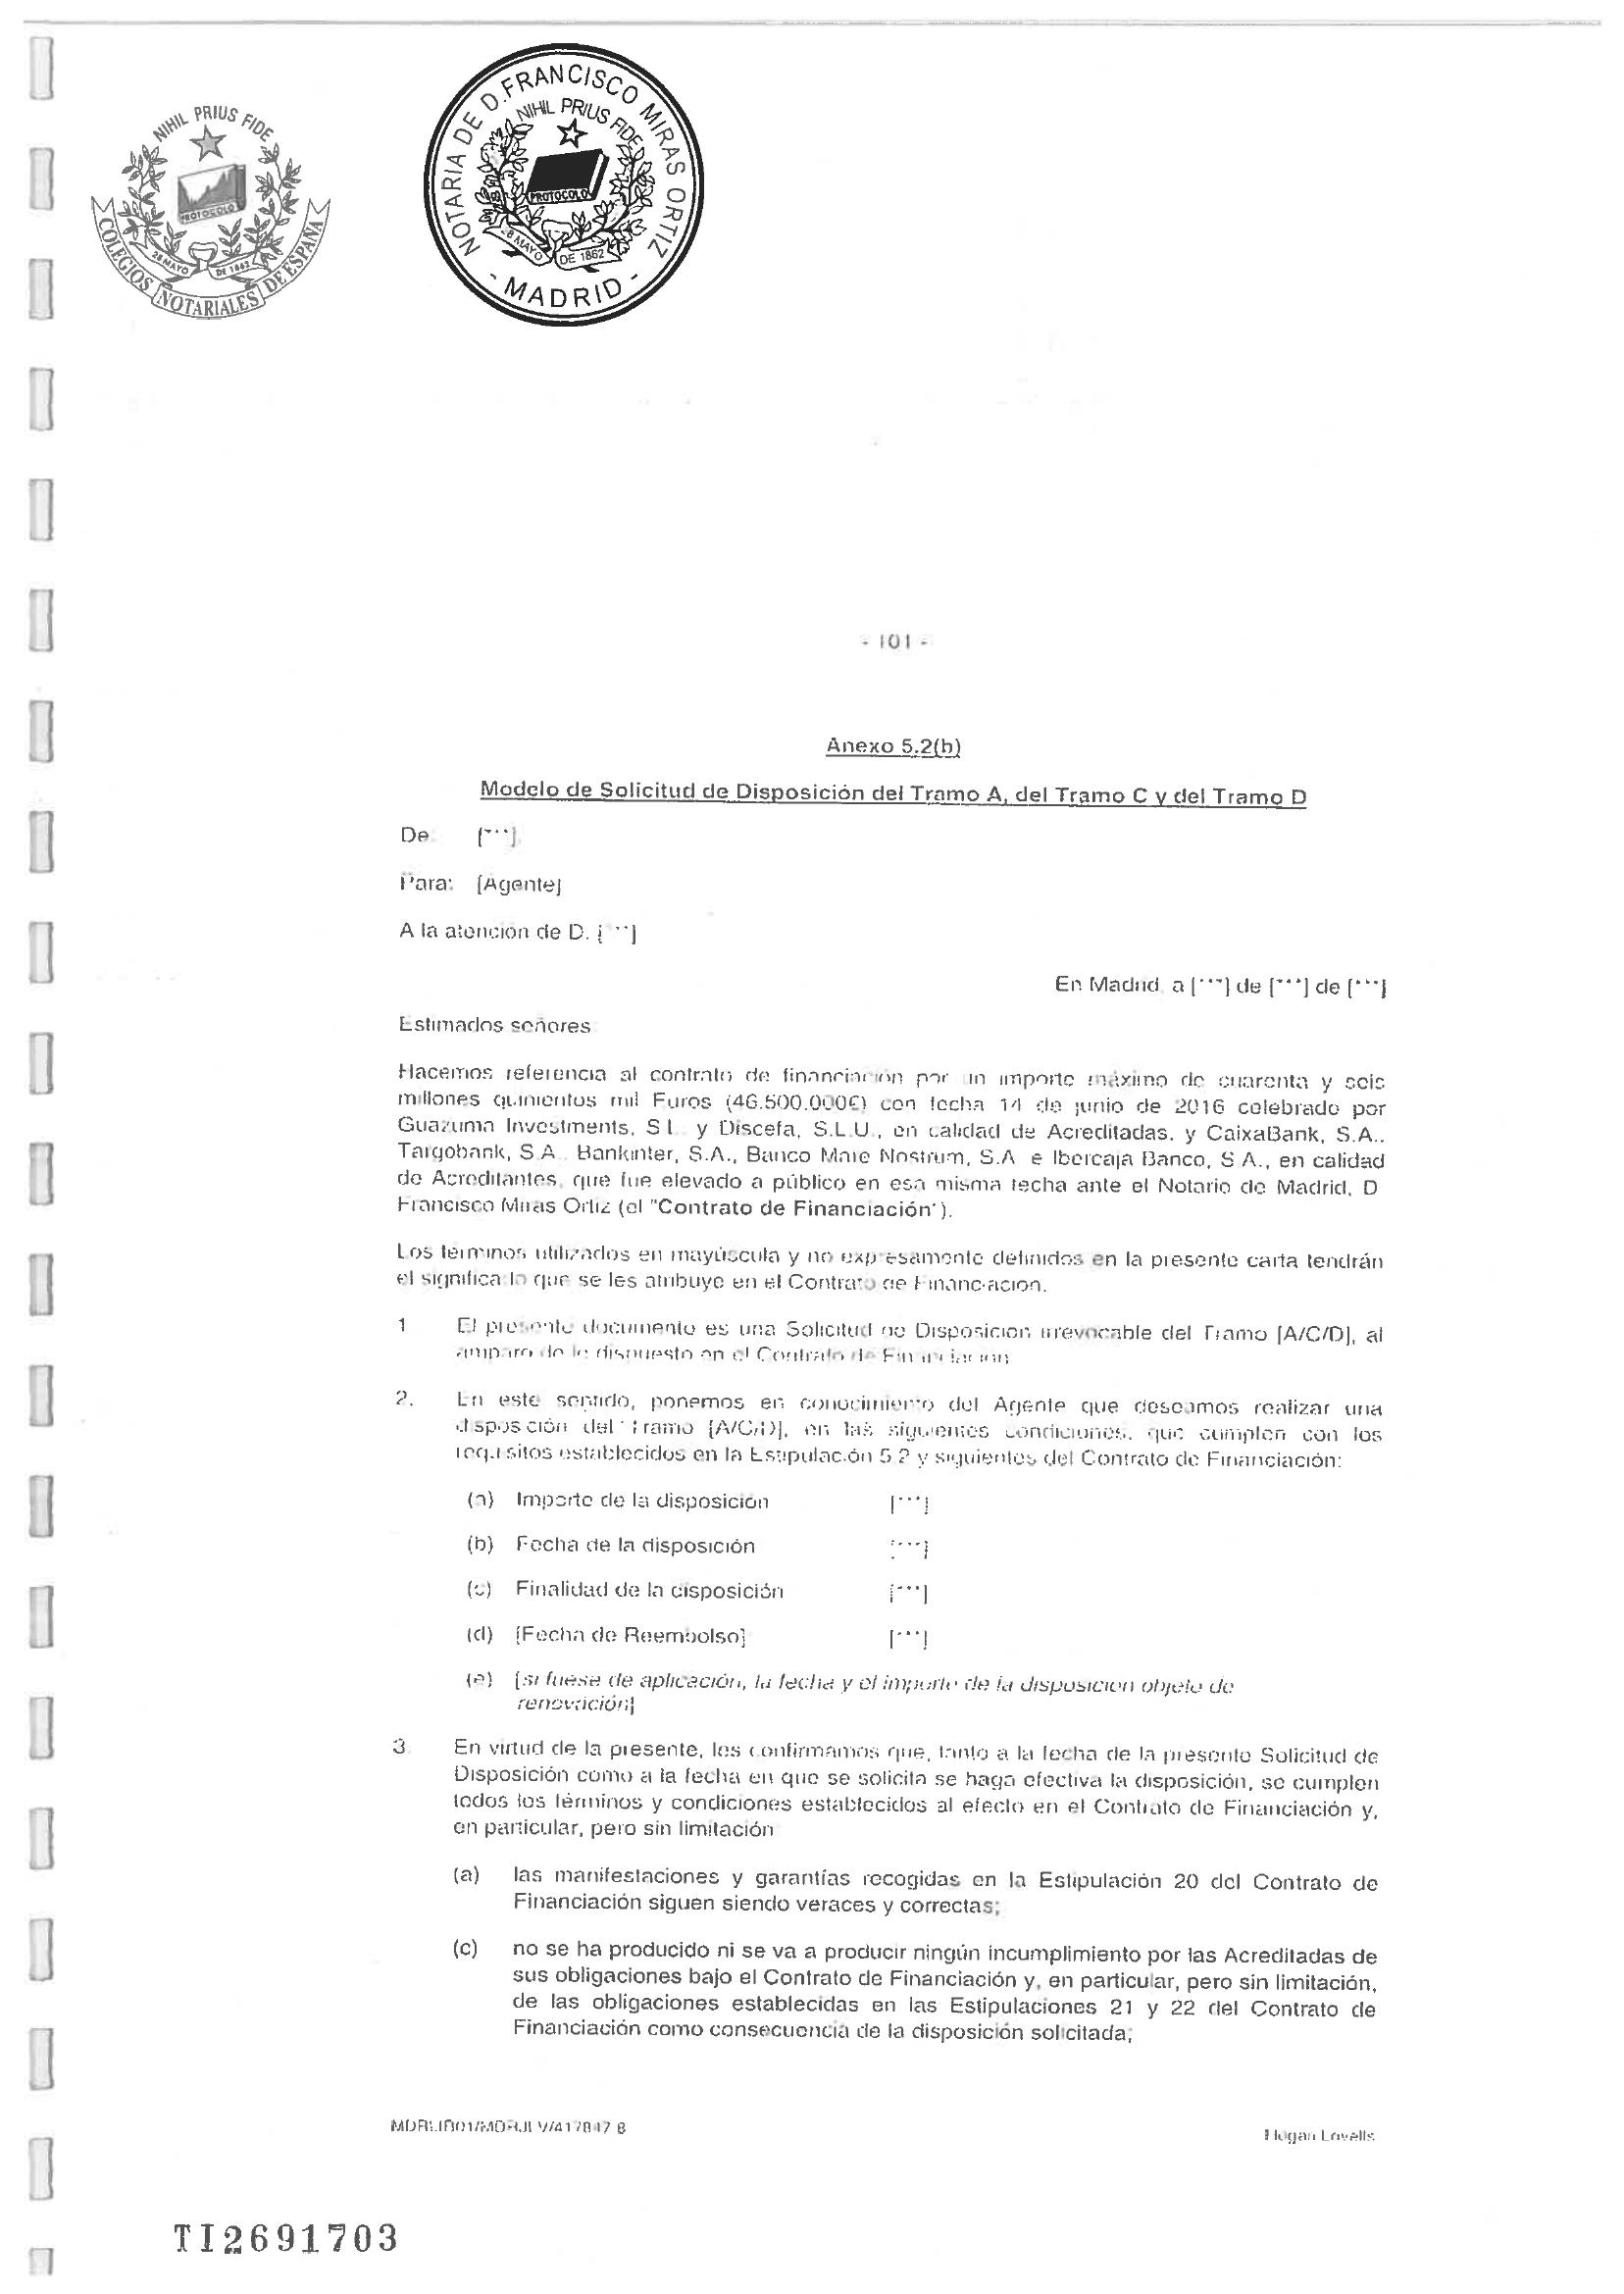 NIHIL PRIUS FIDE
PROTOCOLO
28 MAYO DE 1862
COLEGIOS NOTARIALES DE ESPAÑA
NOTARIA DE D. FRANCISCO MIRAS ORTIZ
NIHIL PRIUS FIDE
PROTOCOLO
28 MAYO DE 1862
- MADRID -
- 101 -
Anexo 5.2(b)
Modelo de Solicitud de Disposición del Tramo A, del Tramo C y del Tramo D
De: [***]
Para: [Agente]
A la atención de D. [***]
En Madrid, a [***] de [***] de [***]
Estimados señores
Hacemos referencia al contrato de financiación por un importe máximo de cuarenta y seis
millones quinientos mil Euros (46.500.000€) con fecha 14 de junio de 2016 celebrado por
Guazuma Investments, S.L. y Discefa, S.L.U., en calidad de Acreditadas, y CaixaBank, S.A.,
Targobank, S.A., Bankinter, S.A., Banco Mare Nostrum, S.A. e Ibercaja Banco, S.A., en calidad
de Acreditantes, que fue elevado a público en esa misma fecha ante el Notario de Madrid, D.
Francisco Miras Ortiz (el "Contrato de Financiación").
Los términos utilizados en mayúscula y no expresamente definidos en la presente carta tendrán
el significado que se les atribuye en el Contrato de Financiación.
1 El presente documento es una Solicitud de Disposición irrevocable del Tramo [A/C/D], al
amparo de lo dispuesto en el Contrato de Financiación
2. En este sentido, ponemos en conocimiento del Agente que deseamos realizar una
disposición del Tramo [A/C/D], en las siguientes condiciones, que cumplen con los
requisitos establecidos en la Estipulación 5.2 y siguientes del Contrato de Financiación:
(a) Importe de la disposición [***]
(b) Fecha de la disposición [***]
(c) Finalidad de la disposición [***]
(d) [Fecha de Reembolso] [***]
(e) [si fuese de aplicación, la fecha y el importe de la disposición objeto de
renovación]
3. En virtud de la presente, les confirmamos que, tanto a la fecha de la presente Solicitud de
Disposición como a la fecha en que se solicita se haga efectiva la disposición, se cumplen
todos los términos y condiciones establecidos al efecto en el Contrato de Financiación y,
en particular, pero sin limitación
(a) las manifestaciones y garantías recogidas en la Estipulación 20 del Contrato de
Financiación siguen siendo veraces y correctas;
(c) no se ha producido ni se va a producir ningún incumplimiento por las Acreditadas de
sus obligaciones bajo el Contrato de Financiación y, en particular, pero sin limitación,
de las obligaciones establecidas en las Estipulaciones 21 y 22 del Contrato de
Financiación como consecuencia de la disposición solicitada;
Hogan Lovells
TI2691703